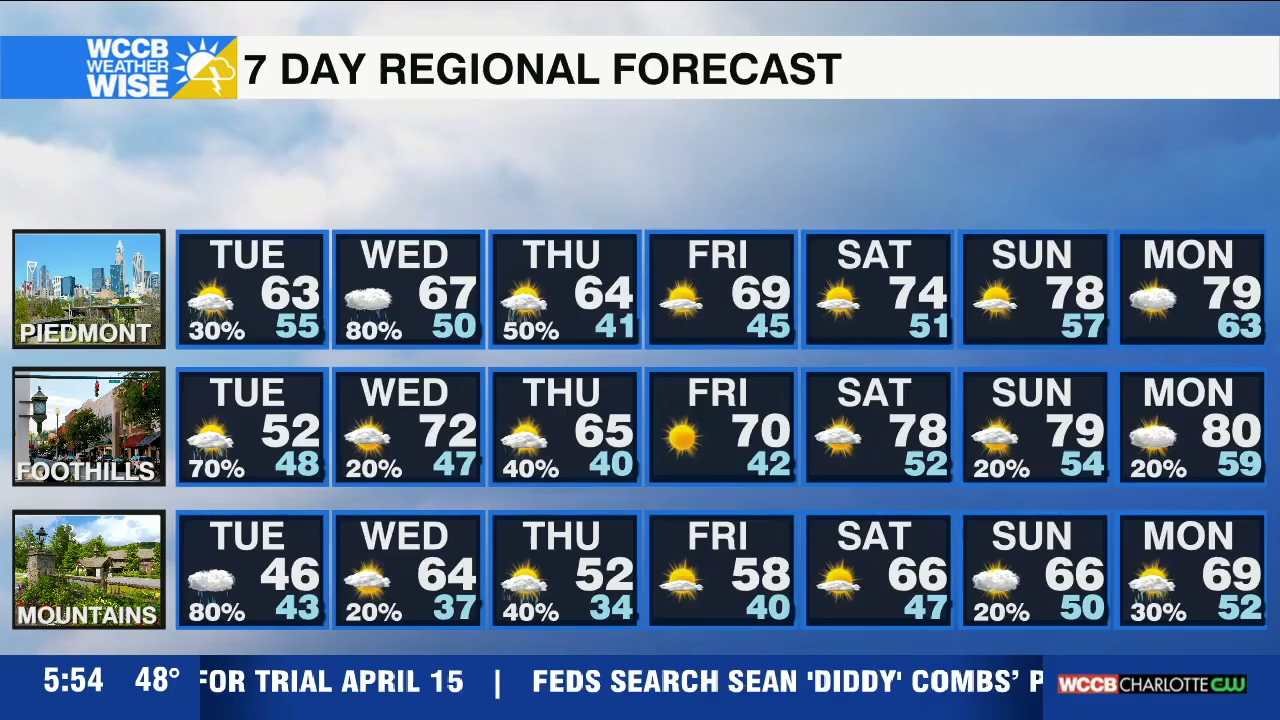 WCCB
WEATHER
WISE
7 DAY REGIONAL FORECAST
PIEDMONT
TUE
63
30% 55
WED
67
80% 50
THU
64
50% 41
FRI
69
45
SAT
74
51
SUN
78
57
MON
79
63
FOOTHILLS
TUE
52
70% 48
WED
72
20% 47
THU
65
40% 40
FRI
70
42
SAT
78
52
SUN
79
20% 54
MON
80
20% 59
MOUNTAINS
TUE
46
80% 43
WED
64
20% 37
THU
52
40% 34
FRI
58
40
SAT
66
47
SUN
66
20% 50
MON
69
30% 52
5:54 48° FOR TRIAL APRIL 15 | FEDS SEARCH SEAN 'DIDDY' COMBS’ P WCCB CHARLOTTE CW